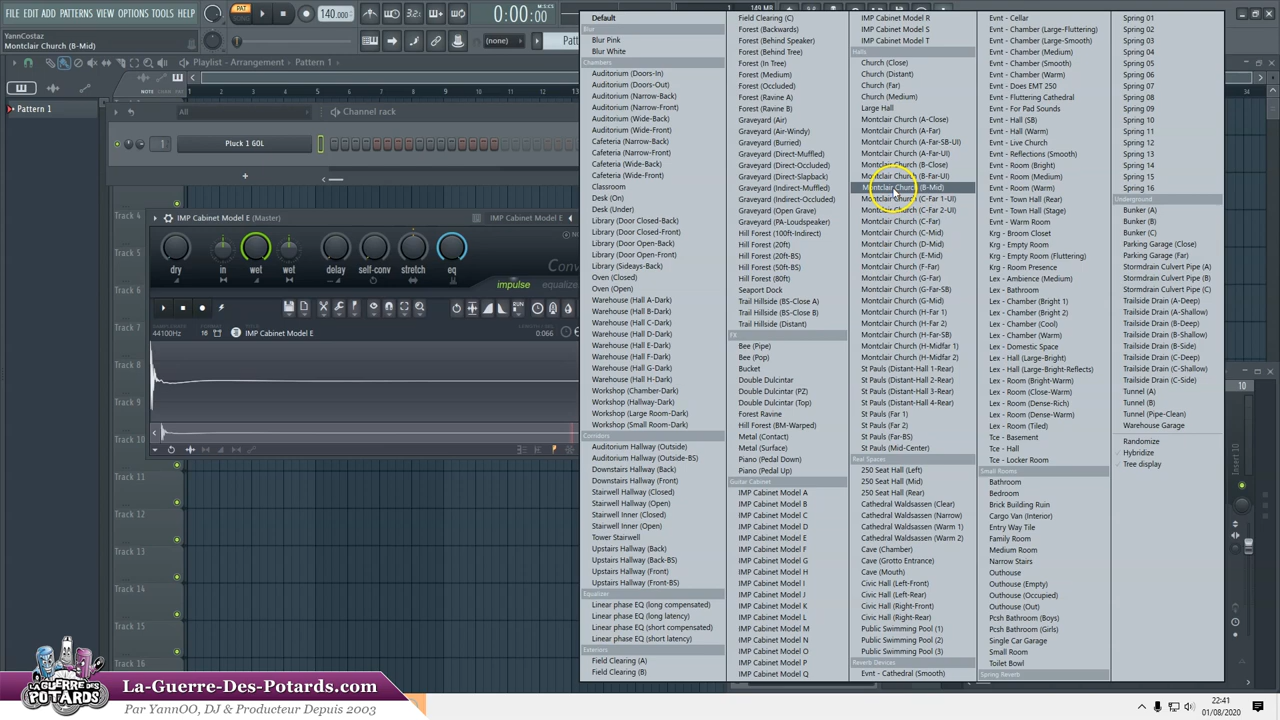 PAT
SONG
140.000
0:00:00
149 MB
YannCostaz
Montclair Church (B-Mid)
(none)
Patt
Playlist - Arrangement
Pattern 1
NOTE
Channel rack
Pluck 1 GOL
IMP Cabinet Model E (Master)
IMP Cabinet Model E
dry
wet
delay
self-conv
stretch
eq
impulse
44100Hz
16
IMP Cabinet Model E
0:066
Track 4
Track 5
Track 6
Track 7
Track 8
Track 9
Track 10
Track 11
Track 12
Track 13
Track 14
Track 15
Track 16
Default
Blur
Blur Pink
Blur White
Chambers
Auditorium (Doors-In)
Auditorium (Doors-Out)
Auditorium (Narrow-Back)
Auditorium (Narrow-Front)
Auditorium (Wide-Back)
Auditorium (Wide-Front)
Cafeteria (Narrow-Back)
Cafeteria (Narrow-Front)
Cafeteria (Wide-Back)
Cafeteria (Wide-Front)
Classroom
Desk (On)
Desk (Under)
Library (Door Closed-Back)
Library (Door Closed-Front)
Library (Door Open-Back)
Library (Door Open-Front)
Library (Sideways-Back)
Oven (Closed)
Oven (Open)
Warehouse (Hall A-Dark)
Warehouse (Hall B-Dark)
Warehouse (Hall C-Dark)
Warehouse (Hall D-Dark)
Warehouse (Hall E-Dark)
Warehouse (Hall F-Dark)
Warehouse (Hall G-Dark)
Warehouse (Hall H-Dark)
Workshop (Chamber-Dark)
Workshop (Hallway-Dark)
Workshop (Large Room-Dark)
Workshop (Small Room-Dark)
Corridors
Auditorium Hallway (Outside)
Auditorium Hallway (Outside-BS)
Downstairs Hallway (Back)
Downstairs Hallway (Front)
Stairwell Hallway (Closed)
Stairwell Hallway (Open)
Stairwell Inner (Closed)
Stairwell Inner (Open)
Tower Stairwell
Upstairs Hallway (Back)
Upstairs Hallway (Back-BS)
Upstairs Hallway (Front)
Upstairs Hallway (Front-BS)
Equalizer
Linear phase EQ (long compensated)
Linear phase EQ (long latency)
Linear phase EQ (short compensated)
Linear phase EQ (short latency)
Exteriors
Field Clearing (A)
Field Clearing (B)
Field Clearing (C)
Forest (Backwards)
Forest (Behind Speaker)
Forest (Behind Tree)
Forest (In Tree)
Forest (Medium)
Forest (Occluded)
Forest (Ravine A)
Forest (Ravine B)
Graveyard (Air)
Graveyard (Air-Windy)
Graveyard (Burried)
Graveyard (Direct-Muffled)
Graveyard (Direct-Occluded)
Graveyard (Direct-Slapback)
Graveyard (Indirect-Muffled)
Graveyard (Indirect-Occluded)
Graveyard (Open Grave)
Graveyard (PA-Loudspeaker)
Hill Forest (100ft-Indirect)
Hill Forest (20ft)
Hill Forest (20ft-BS)
Hill Forest (50ft-BS)
Hill Forest (80ft)
Seaport Dock
Trail Hillside (BS-Close A)
Trail Hillside (BS-Close B)
Trail Hillside (Distant)
FX
Bee (Pipe)
Bee (Pop)
Bucket
Double Dulcintar
Double Dulcintar (PZ)
Double Dulcintar (Top)
Forest Ravine
Hill Forest (BM-Warped)
Metal (Contact)
Metal (Surface)
Piano (Pedal Down)
Piano (Pedal Up)
Guitar Cabinet
IMP Cabinet Model A
IMP Cabinet Model B
IMP Cabinet Model C
IMP Cabinet Model D
IMP Cabinet Model E
IMP Cabinet Model F
IMP Cabinet Model G
IMP Cabinet Model H
IMP Cabinet Model I
IMP Cabinet Model J
IMP Cabinet Model K
IMP Cabinet Model L
IMP Cabinet Model M
IMP Cabinet Model N
IMP Cabinet Model O
IMP Cabinet Model P
IMP Cabinet Model Q
IMP Cabinet Model R
IMP Cabinet Model S
IMP Cabinet Model T
Halls
Church (Close)
Church (Distant)
Church (Far)
Church (Medium)
Large Hall
Montclair Church (A-Close)
Montclair Church (A-Far)
Montclair Church (A-Far-SB-UI)
Montclair Church (A-Far-UI)
Montclair Church (B-Close)
Montclair Church (B-Far-UI)
Montclair Church (B-Mid)
Montclair Church (C-Far 1-UI)
Montclair Church (C-Far 2-UI)
Montclair Church (C-Far)
Montclair Church (C-Mid)
Montclair Church (D-Mid)
Montclair Church (E-Mid)
Montclair Church (F-Far)
Montclair Church (G-Far)
Montclair Church (G-Far-SB)
Montclair Church (G-Mid)
Montclair Church (H-Far 1)
Montclair Church (H-Far 2)
Montclair Church (H-Far-SB)
Montclair Church (H-Midfar 1)
Montclair Church (H-Midfar 2)
St Pauls (Distant-Hall 1-Rear)
St Pauls (Distant-Hall 2-Rear)
St Pauls (Distant-Hall 3-Rear)
St Pauls (Distant-Hall 4-Rear)
St Pauls (Far 1)
St Pauls (Far 2)
St Pauls (Far-BS)
St Pauls (Mid-Center)
Real Spaces
250 Seat Hall (Left)
250 Seat Hall (Mid)
250 Seat Hall (Rear)
Cathedral Waldsassen (Clear)
Cathedral Waldsassen (Narrow)
Cathedral Waldsassen (Warm 1)
Cathedral Waldsassen (Warm 2)
Cave (Chamber)
Cave (Grotto Entrance)
Cave (Mouth)
Civic Hall (Left-Front)
Civic Hall (Left-Rear)
Civic Hall (Right-Front)
Civic Hall (Right-Rear)
Public Swimming Pool (1)
Public Swimming Pool (2)
Public Swimming Pool (3)
Reverb Devices
Evnt - Cathedral (Smooth)
Evnt - Cellar
Evnt - Chamber (Large-Fluttering)
Evnt - Chamber (Large-Smooth)
Evnt - Chamber (Medium)
Evnt - Chamber (Smooth)
Evnt - Chamber (Warm)
Evnt - Does EMT 250
Evnt - Fluttering Cathedral
Evnt - For Pad Sounds
Evnt - Hall (SB)
Evnt - Hall (Warm)
Evnt - Live Church
Evnt - Reflections (Smooth)
Evnt - Room (Bright)
Evnt - Room (Medium)
Evnt - Room (Warm)
Evnt - Town Hall (Rear)
Evnt - Town Hall (Stage)
Evnt - Warm Room
Krg - Broom Closet
Krg - Empty Room
Krg - Empty Room (Fluttering)
Krg - Room Presence
Lex - Ambience (Medium)
Lex - Bathroom
Lex - Chamber (Bright 1)
Lex - Chamber (Bright 2)
Lex - Chamber (Cool)
Lex - Chamber (Warm)
Lex - Domestic Space
Lex - Hall (Large-Bright)
Lex - Hall (Large-Bright-Reflects)
Lex - Room (Bright-Warm)
Lex - Room (Close-Warm)
Lex - Room (Dense-Rich)
Lex - Room (Dense-Warm)
Lex - Room (Tiled)
Tce - Basement
Tce - Hall
Tce - Locker Room
Small Rooms
Bathroom
Bedroom
Brick Building Ruin
Cargo Van (Interior)
Entry Way Tile
Family Room
Medium Room
Narrow Stairs
Outhouse
Outhouse (Empty)
Outhouse (Occupied)
Outhouse (Out)
Pcsh Bathroom (Boys)
Pcsh Bathroom (Girls)
Single Car Garage
Small Room
Toilet Bowl
Spring Reverb
Spring 01
Spring 02
Spring 03
Spring 04
Spring 05
Spring 06
Spring 07
Spring 08
Spring 09
Spring 10
Spring 11
Spring 12
Spring 13
Spring 14
Spring 15
Spring 16
Underground
Bunker (A)
Bunker (B)
Bunker (C)
Parking Garage (Close)
Parking Garage (Far)
Stormdrain Culvert Pipe (A)
Stormdrain Culvert Pipe (B)
Stormdrain Culvert Pipe (C)
Trailside Drain (A-Deep)
Trailside Drain (A-Shallow)
Trailside Drain (B-Deep)
Trailside Drain (B-Shallow)
Trailside Drain (B-Side)
Trailside Drain (C-Deep)
Trailside Drain (C-Shallow)
Trailside Drain (C-Side)
Tunnel (A)
Tunnel (B)
Tunnel (Pipe-Clean)
Warehouse Garage
Randomize
Hybridize
Tree display
Insert 10
LA GUERRE
DES
POTARDS
La-Guerre-Des-Potards.com
Par YannOO, DJ & Producteur Depuis 2003
22:41
01/08/2020